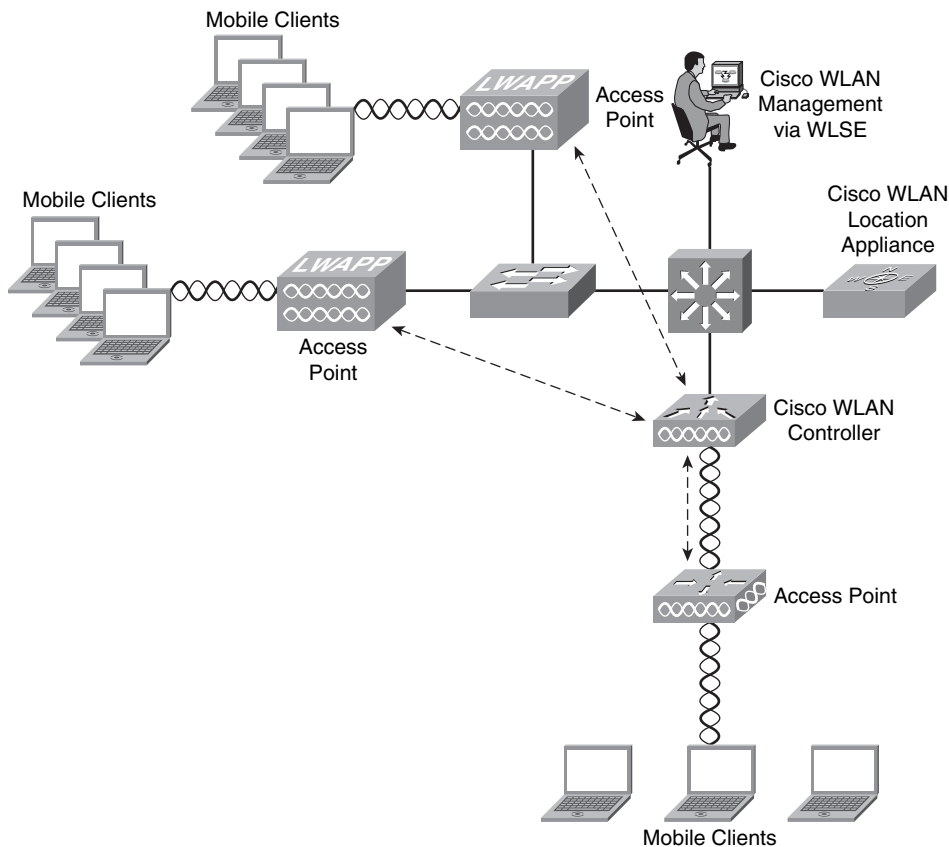 Mobile Clients
LWAPP
Access
Point
Cisco WLAN
Management
via WLSE
Mobile Clients
LWAPP
Access
Point
Cisco WLAN
Location
Appliance
N
W
E
S
Cisco WLAN
Controller
Access Point
Mobile Clients